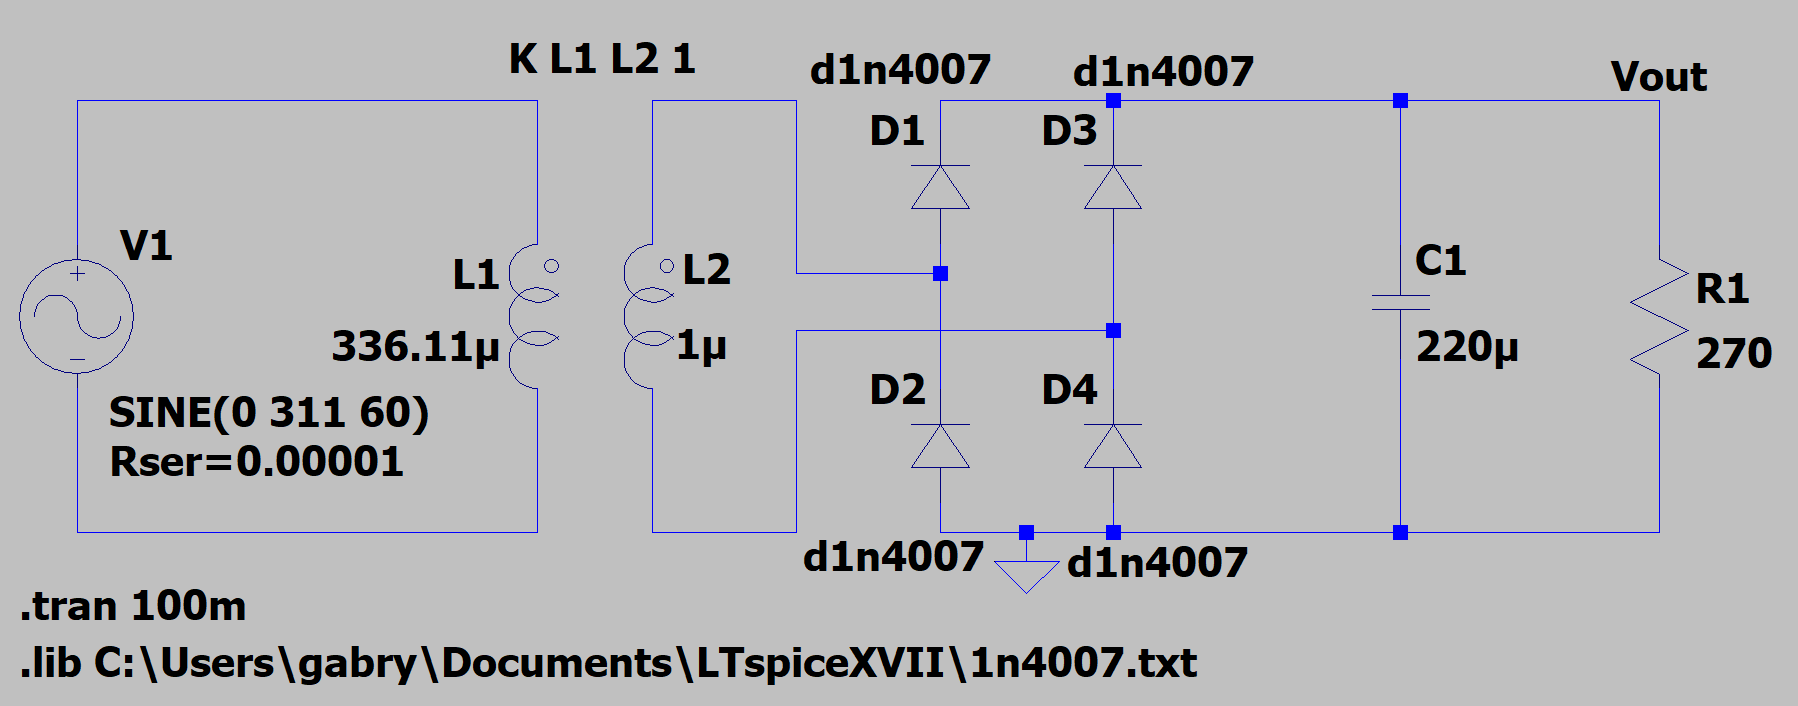 K L1 L2 1
d1n4007
d1n4007
Vout
D1
D3
V1
+
L1
L2
C1
R1
336.11µ
1µ
220µ
270
D2
D4
SINE(0 311 60)
Rser=0.00001
d1n4007
d1n4007
.tran 100m
.lib C:\Users\gabry\Documents\LTspiceXVII\1n4007.txt